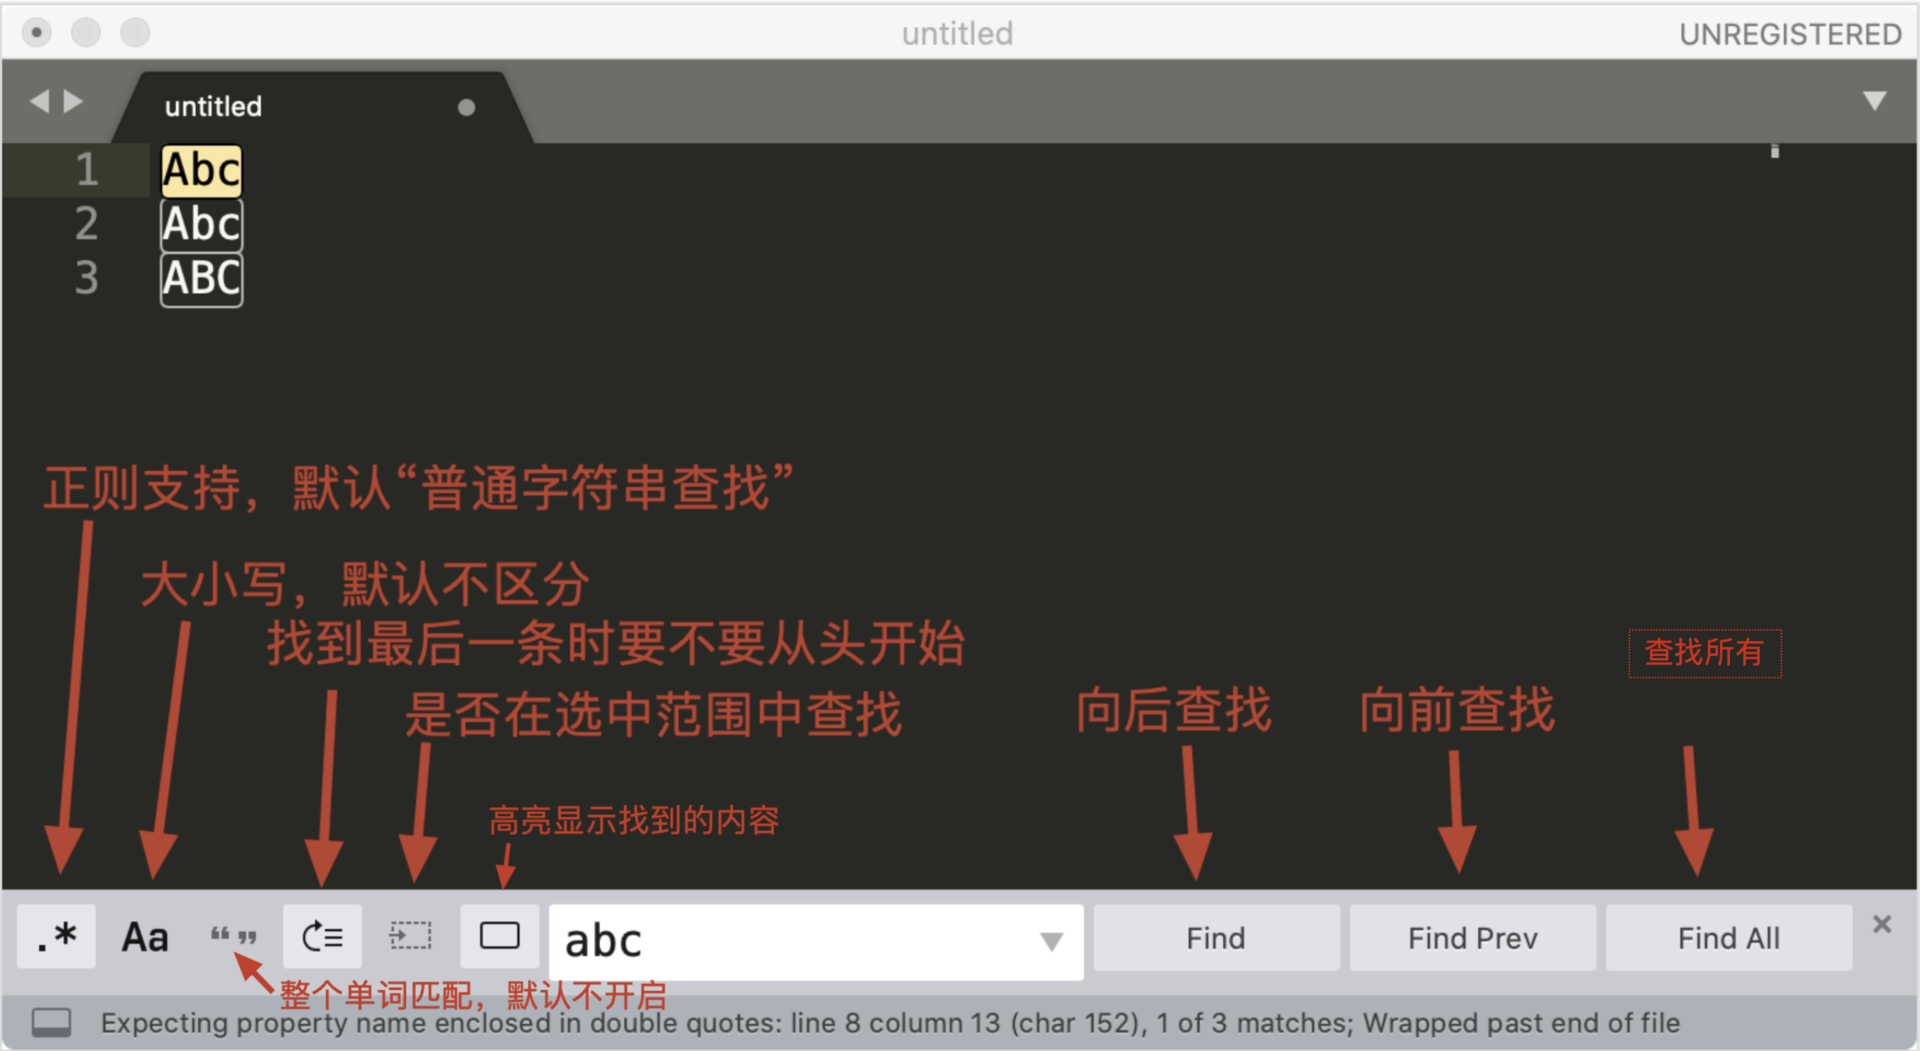 untitled
UNREGISTERED
untitled
1 Abc
2 Abc
3 ABC
正则支持，默认“普通字符串查找”
大小写，默认不区分
找到最后一条时要不要从头开始
查找所有
是否在选中范围中查找
向后查找
向前查找
高亮显示找到的内容
.* Aa “” abc Find Find Prev Find All ×
整个单词匹配，默认不开启
Expecting property name enclosed in double quotes: line 8 column 13 (char 152), 1 of 3 matches; Wrapped past end of file